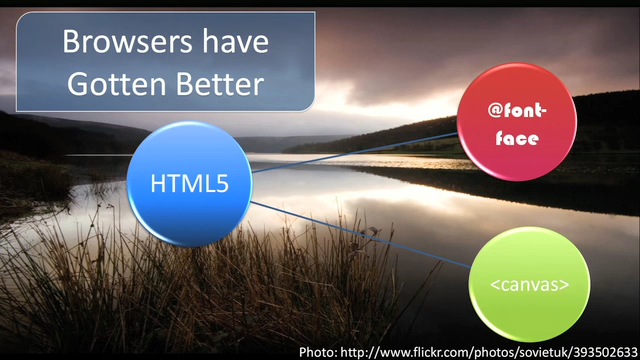 Browsers have
Gotten Better
@font-
face
HTML5
<canvas>
Photo: http://www.flickr.com/photos/sovietuk/393502633